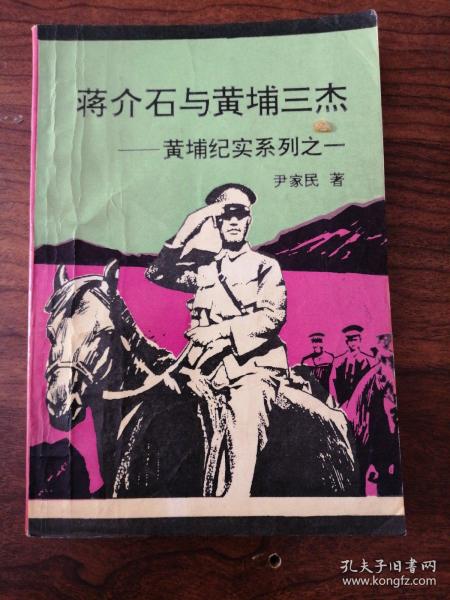 蒋介石与黄埔三杰
——黄埔纪实系列之一
尹家民 著
孔夫子旧书网
www.kongfz.com